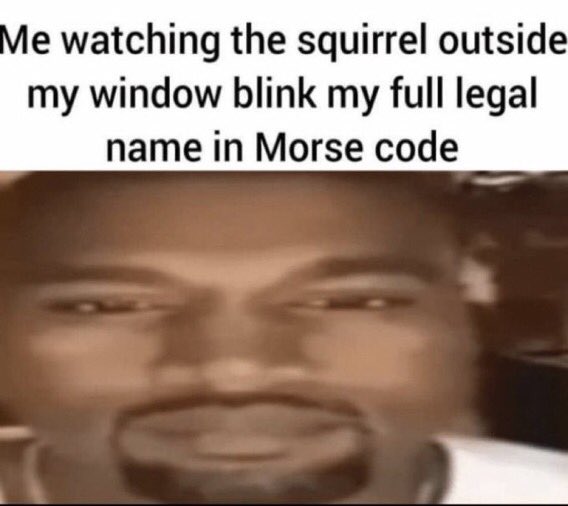 Me watching the squirrel outside
my window blink my full legal
name in Morse code